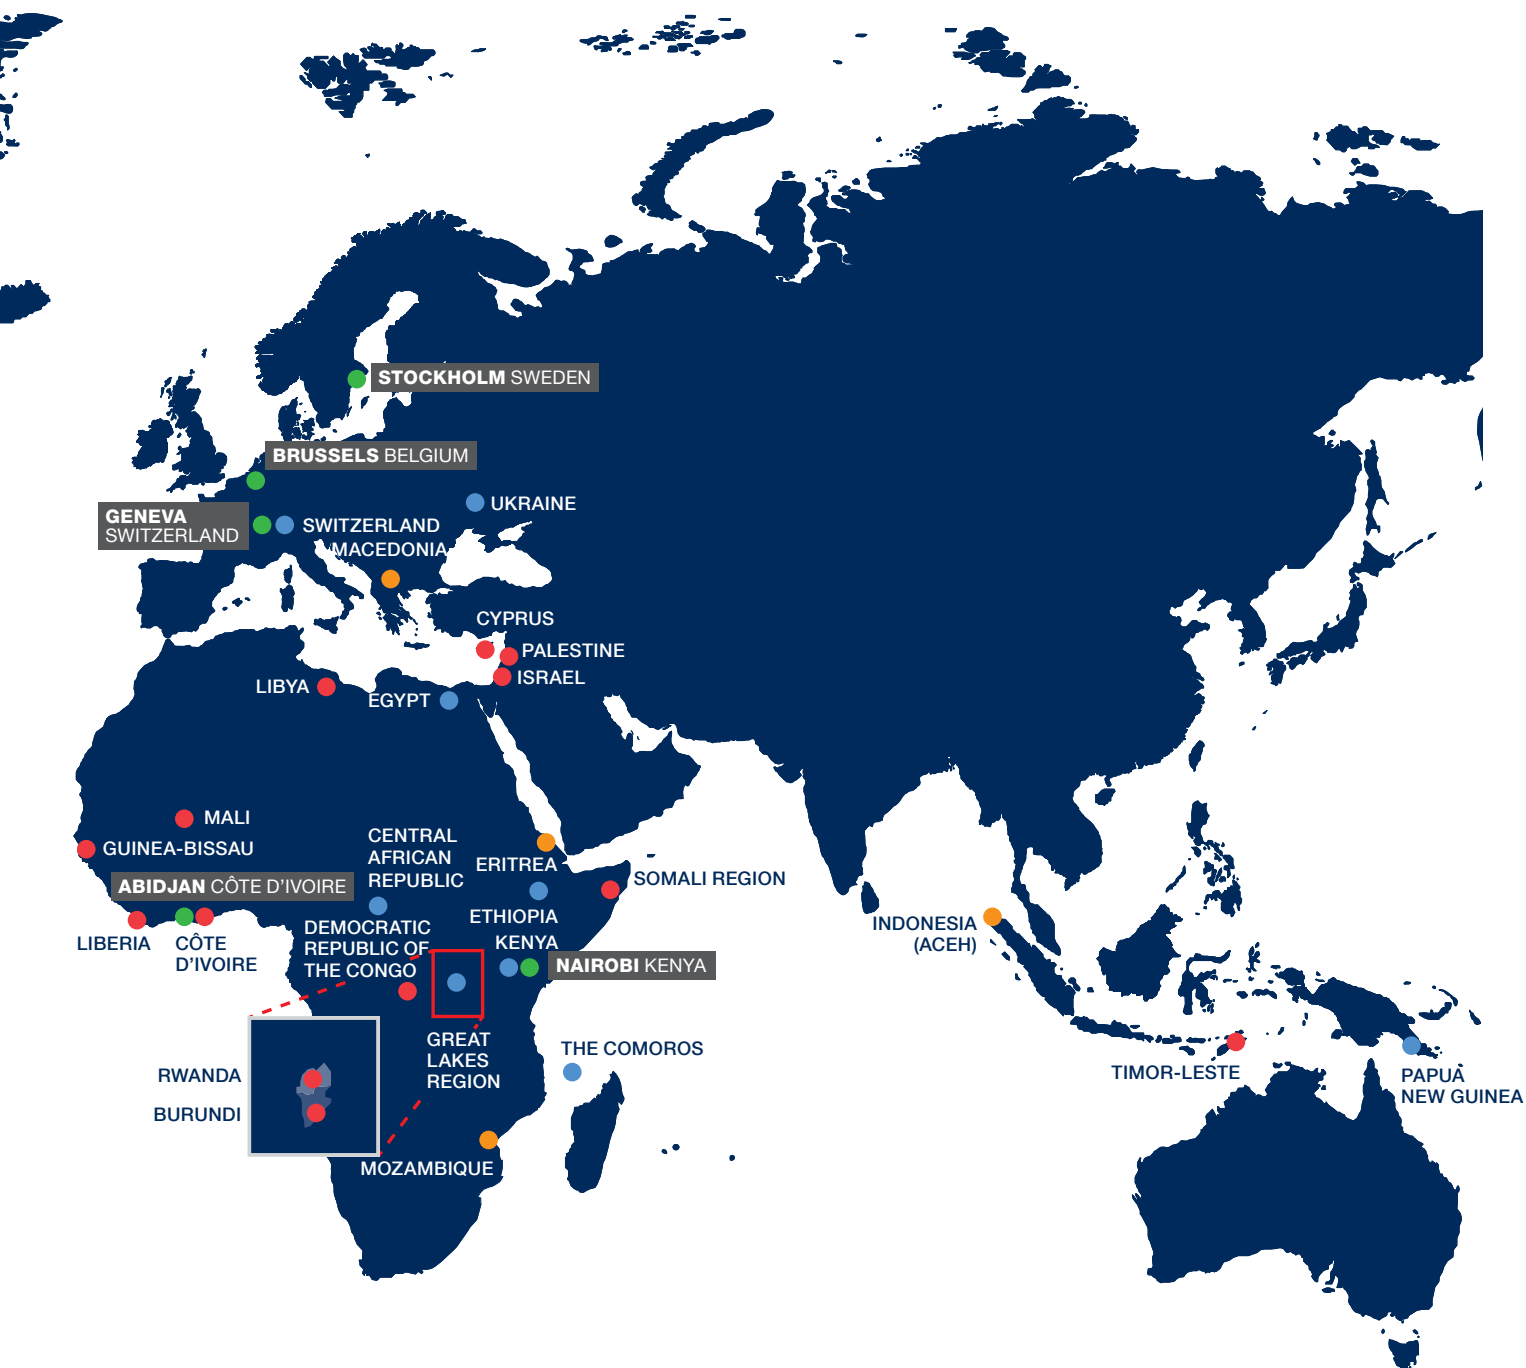 STOCKHOLM SWEDEN
BRUSSELS BELGIUM
UKRAINE
GENEVA
SWITZERLAND
SWITZERLAND
MACEDONIA
CYPRUS
PALESTINE
ISRAEL
LIBYA
EGYPT
MALI
GUINEA-BISSAU
CENTRAL
AFRICAN
REPUBLIC
ERITREA
SOMALI REGION
ABIDJAN CÔTE D'IVOIRE
ETHIOPIA
LIBERIA
CÔTE
D'IVOIRE
DEMOCRATIC
REPUBLIC OF
THE CONGO
KENYA
NAIROBI KENYA
INDONESIA
(ACEH)
GREAT
LAKES
REGION
THE COMOROS
RWANDA
BURUNDI
MOZAMBIQUE
TIMOR-LESTE
PAPUA
NEW GUINEA